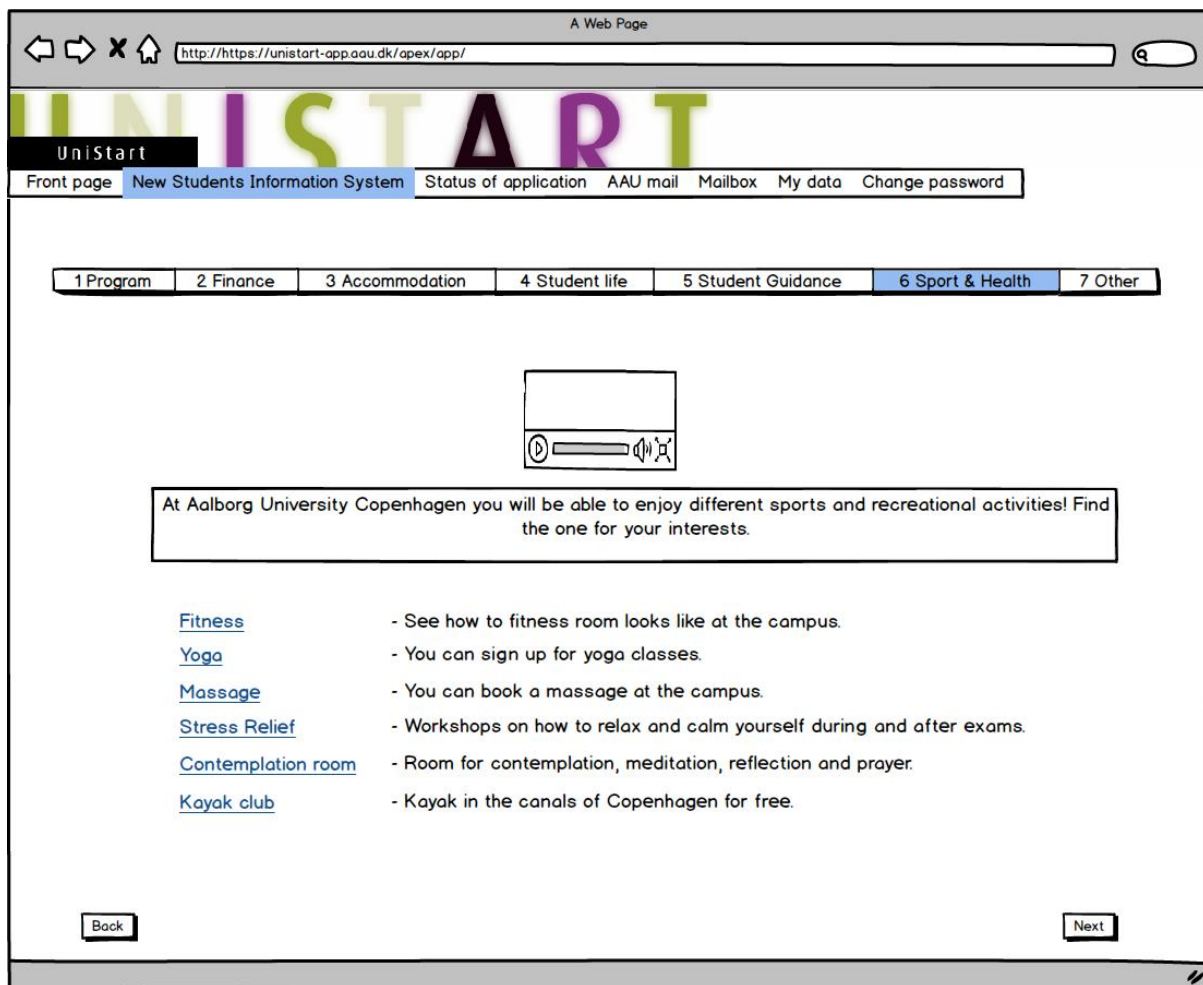 A Web Page
http://https://unistart-app.aau.dk/apex/app/
UNISTART
UniStart
Front page New Students Information System Status of application AAU mail Mailbox My data Change password
1 Program 2 Finance 3 Accommodation 4 Student life 5 Student Guidance 6 Sport & Health 7 Other
At Aalborg University Copenhagen you will be able to enjoy different sports and recreational activities! Find
the one for your interests.
Fitness - See how to fitness room looks like at the campus.
Yoga - You can sign up for yoga classes.
Massage - You can book a massage at the campus.
Stress Relief - Workshops on how to relax and calm yourself during and after exams.
Contemplation room - Room for contemplation, meditation, reflection and prayer.
Kayak club - Kayak in the canals of Copenhagen for free.
Back Next